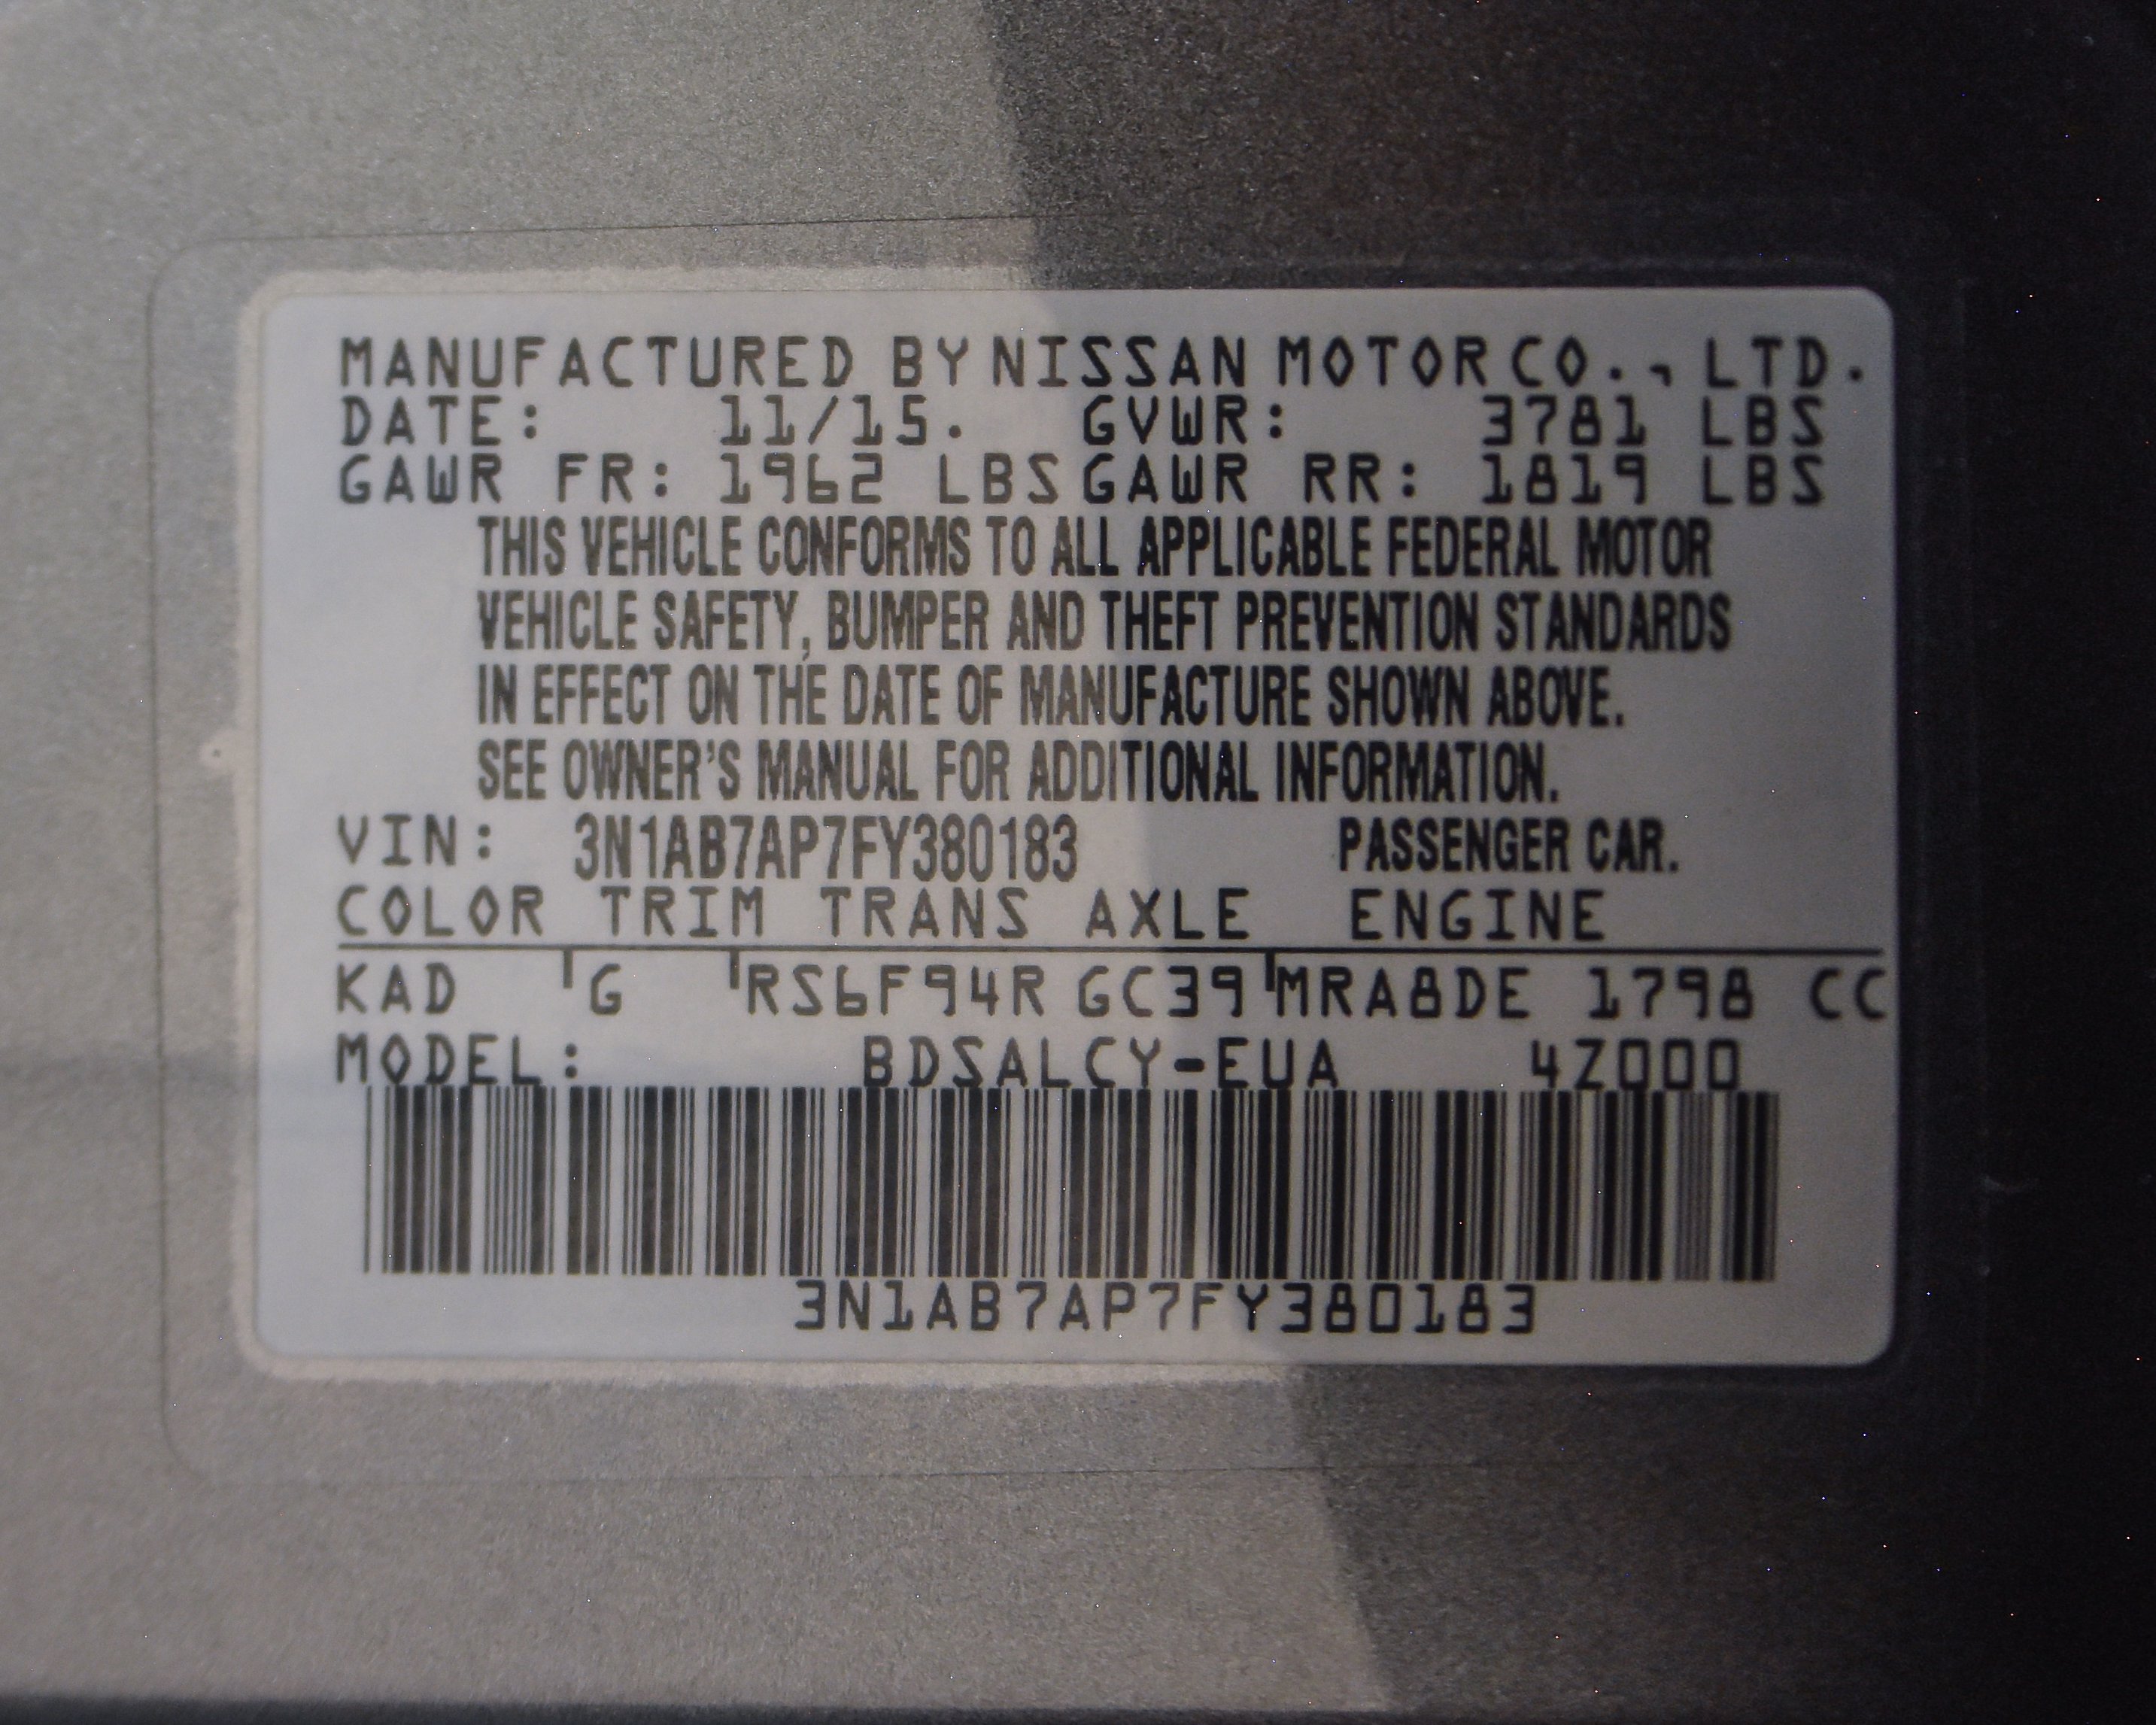 MANUFACTURED BY NISSAN MOTOR CO., LTD.
DATE: 11/15. GVWR: 3781 LBS
GAWR FR: 1962 LBS GAWR RR: 1819 LBS
THIS VEHICLE CONFORMS TO ALL APPLICABLE FEDERAL MOTOR
VEHICLE SAFETY, BUMPER AND THEFT PREVENTION STANDARDS
IN EFFECT ON THE DATE OF MANUFACTURE SHOWN ABOVE.
SEE OWNER'S MANUAL FOR ADDITIONAL INFORMATION.
VIN: 3N1AB7AP7FY380183 PASSENGER CAR.
COLOR TRIM TRANS AXLE ENGINE
KAD G RS6F94R GC39 MRA8DE 1798 CC
MODEL: BDSALCY-EUA 4Z000
3N1AB7AP7FY380183